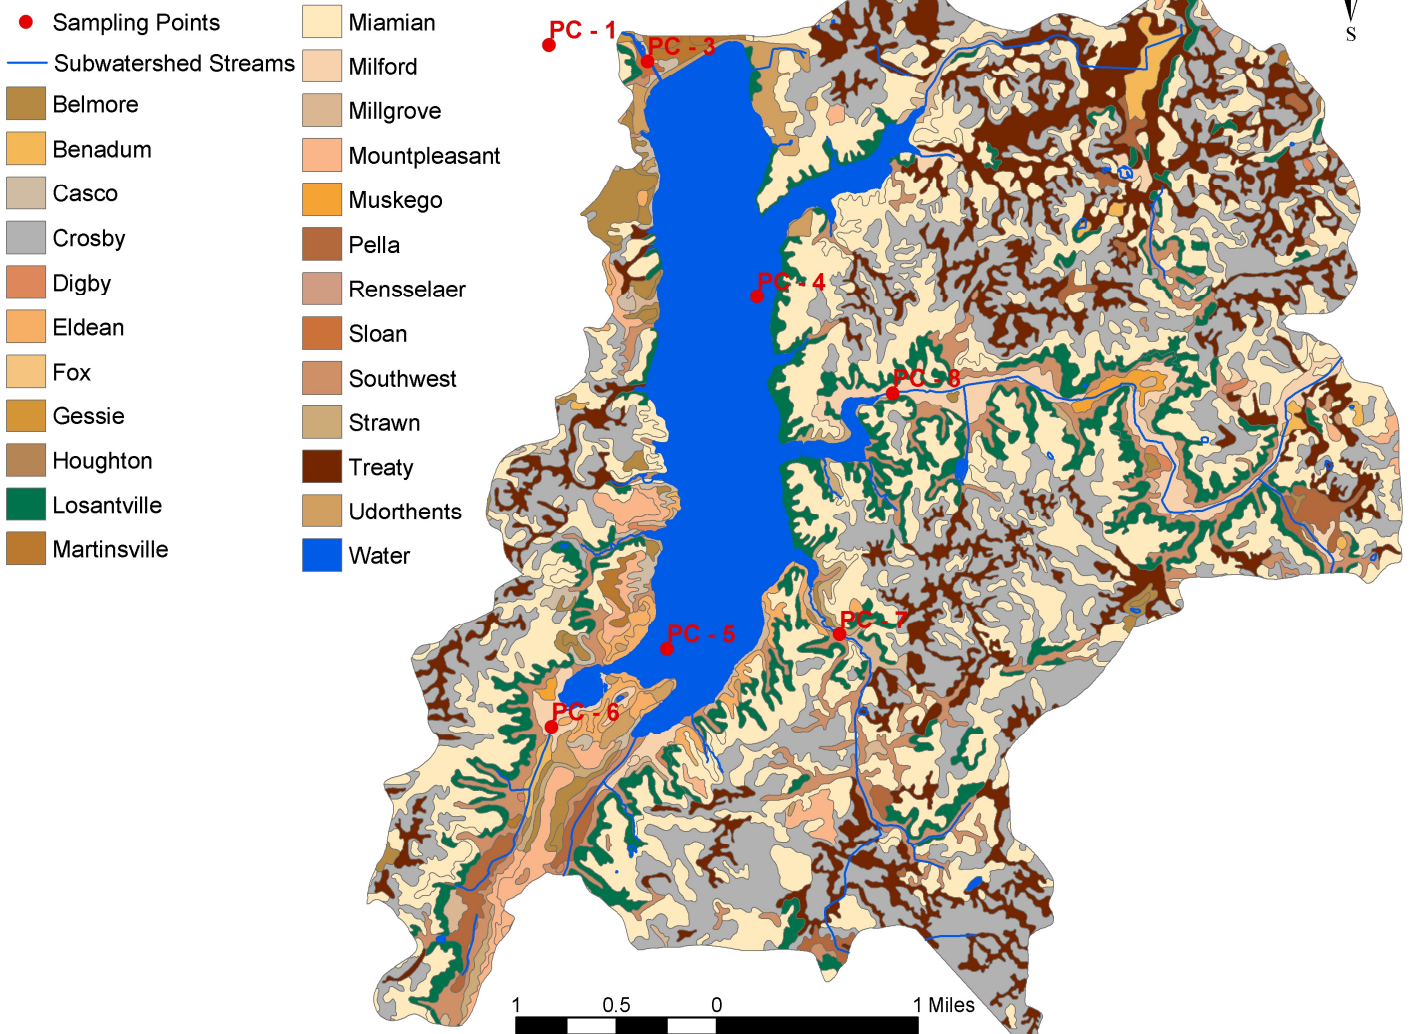 Sampling Points
Subwatershed Streams
Belmore
Benadum
Casco
Crosby
Digby
Eldean
Fox
Gessie
Houghton
Losantville
Martinsville
Miamian
Milford
Millgrove
Mountpleasant
Muskego
Pella
Rensselaer
Sloan
Southwest
Strawn
Treaty
Udorthents
Water
S
PC - 1
PC - 3
PC - 4
PC - 8
PC - 7
PC - 5
PC - 6
1 0.5 0 1 Miles